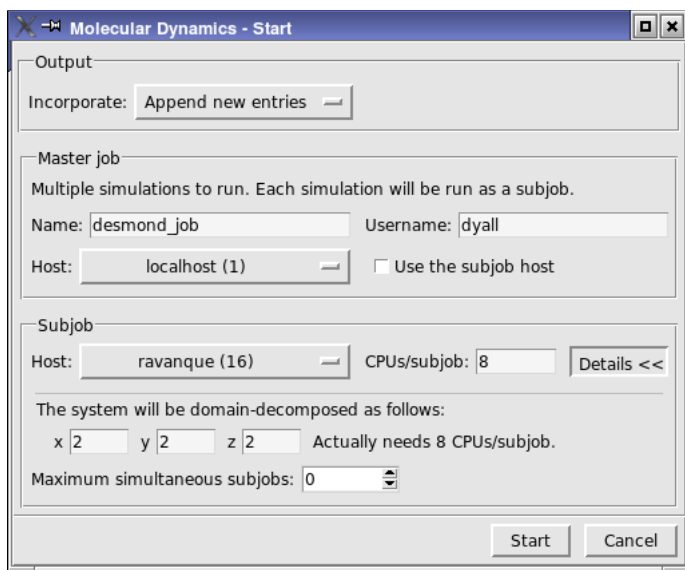 Molecular Dynamics - Start
Output
Incorporate: Append new entries
Master job
Multiple simulations to run. Each simulation will be run as a subjob.
Name: desmond_job Username: dyall
Host: localhost (1) Use the subjob host
Subjob
Host: ravanque (16) CPUs/subjob: 8 Details <<
The system will be domain-decomposed as follows:
x 2 y 2 z 2 Actually needs 8 CPUs/subjob.
Maximum simultaneous subjobs: 0
Start Cancel